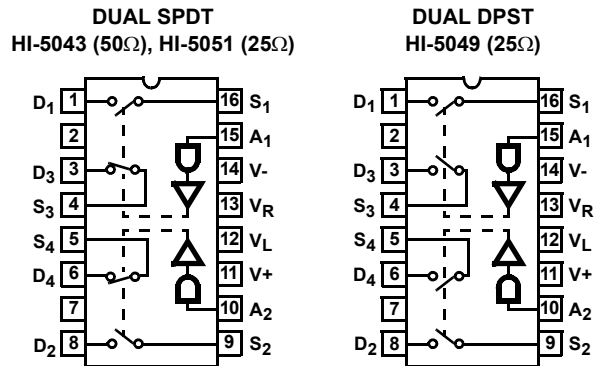 DUAL SPDT
HI-5043 (50Ω), HI-5051 (25Ω)
D1 1 16 S1
2 15 A1
D3 3 14 V-
S3 4 13 VR
S4 5 12 VL
D4 6 11 V+
7 10 A2
D2 8 9 S2
DUAL DPST
HI-5049 (25Ω)
D1 1 16 S1
2 15 A1
D3 3 14 V-
S3 4 13 VR
S4 5 12 VL
D4 6 11 V+
7 10 A2
D2 8 9 S2